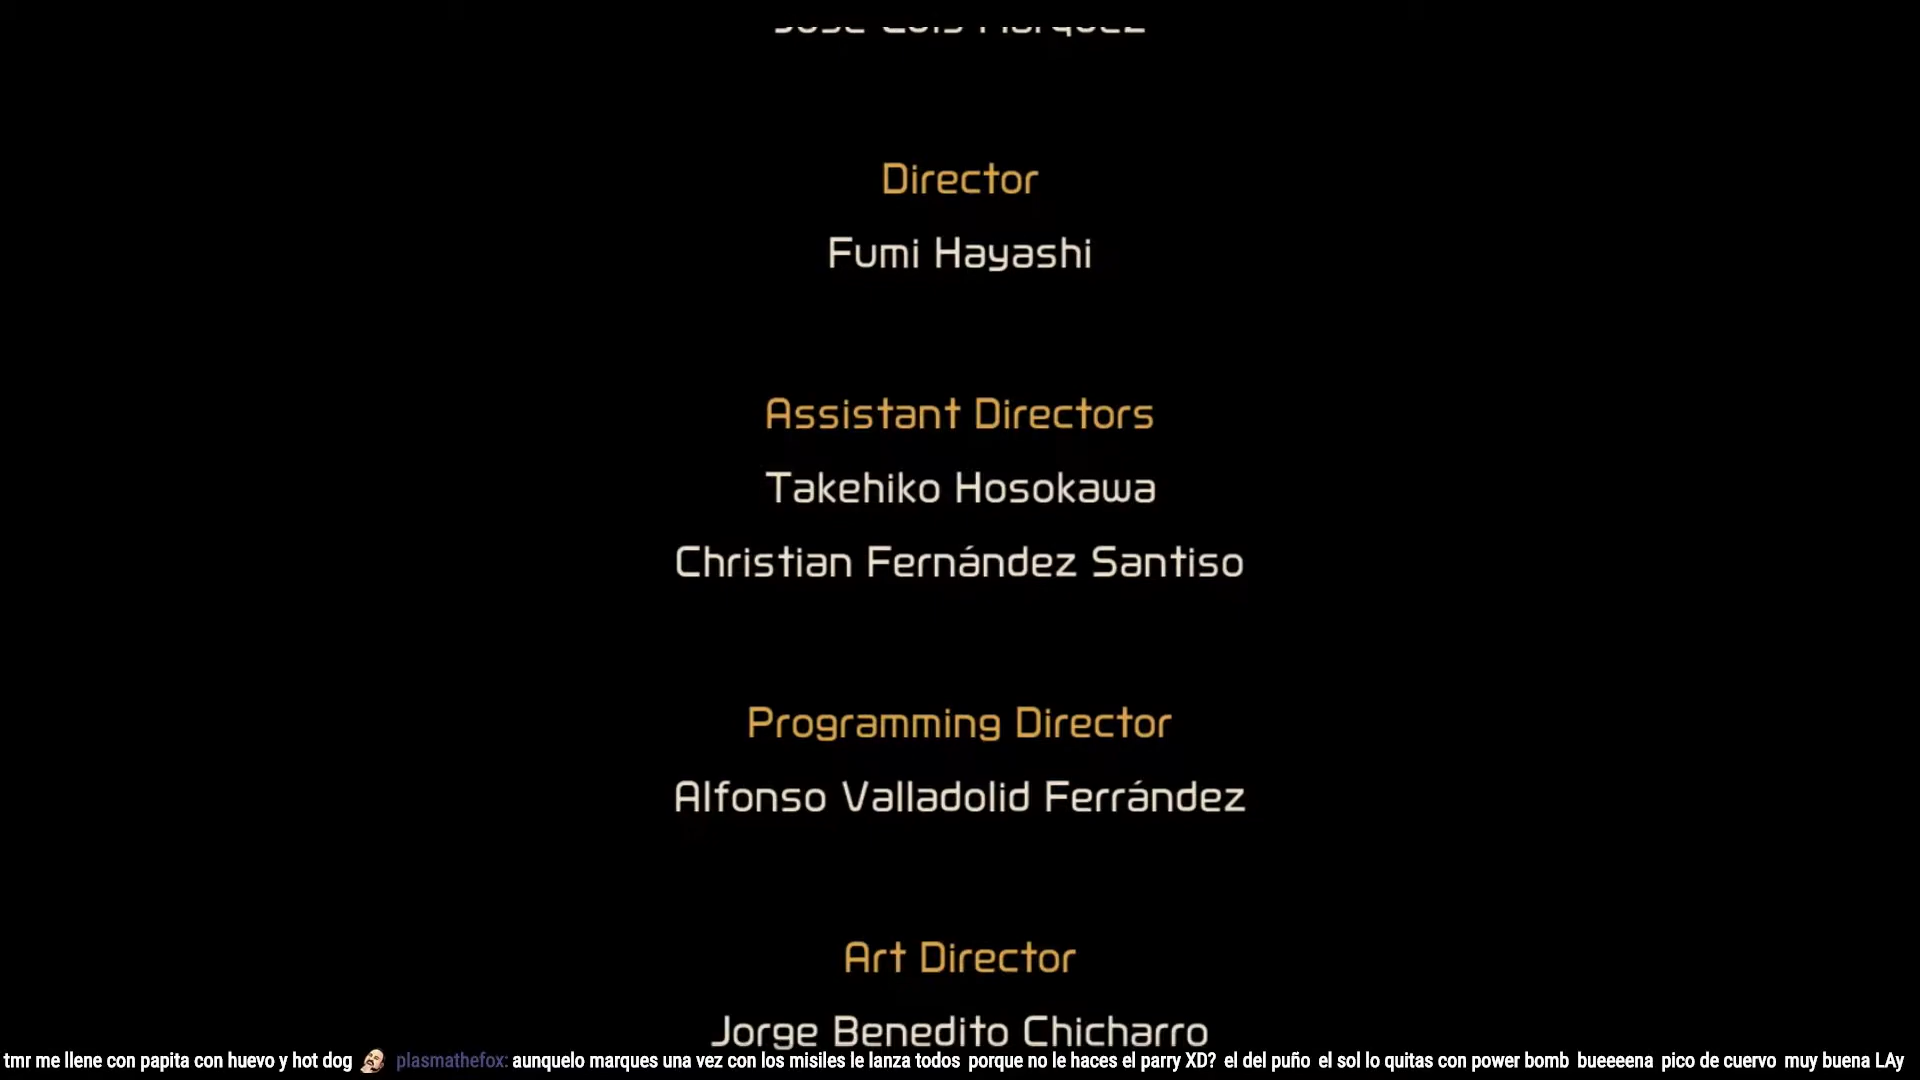 Director
Fumi Hayashi
Assistant Directors
Takehiko Hosokawa
Christian Fernández Santiso
Programming Director
Alfonso Valladolid Ferrández
Art Director
Jorge Benedito Chicharro
tmr me llene con papita con huevo y hot dog plasmathefox: aunquelo marques una vez con los misiles le lanza todos porque no le haces el parry XD? el del puño el sol lo quitas con power bomb bueeeena pico de cuervo muy buena LAy